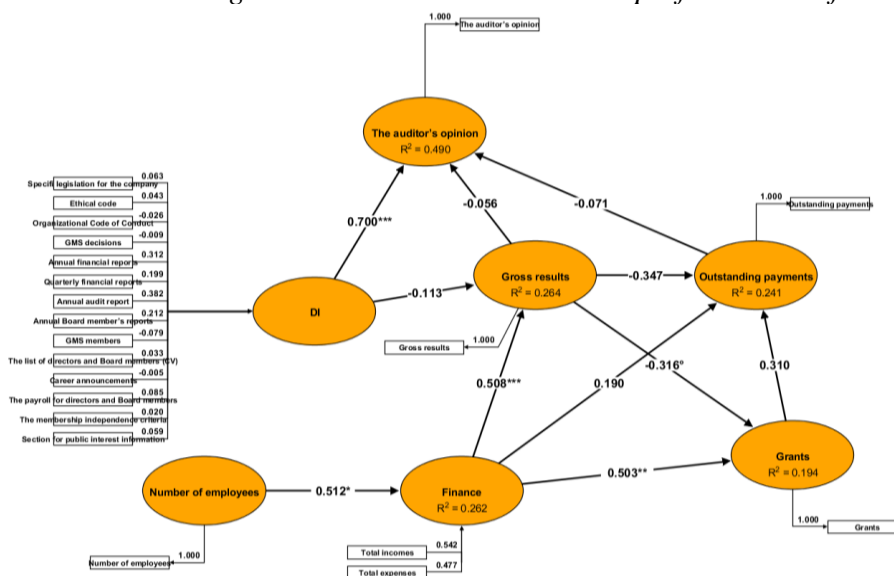 1.000
The auditor's opinion
The auditor's opinion
R² = 0.490
0.063
Specifi legislation for the company
0.043
Ethical code
-0.026
Organizational Code of Conduct
-0.009
GMS decisions
0.312
Annual financial reports
0.199
Quarterly financial reports
0.382
Annual audit report
0.212
Annual Board member's reports
-0.079
GMS members
0.033
The list of directors and Board members (CV)
-0.005
Career announcements
0.085
The payroll for directors and Board members
0.020
The membership independence criteria
0.059
Section for public interest information
DI
0.700***
-0.056
-0.071
-0.113
Gross results
R² = 0.264
-0.347
1.000
Outstanding payments
Outstanding payments
R² = 0.241
1.000
Gross results
0.508***
0.190
-0.316°
0.310
Number of employees
0.512*
Finance
R² = 0.262
0.503**
Grants
R² = 0.194
1.000
Number of employees
0.542
Total incomes
0.477
Total expenses
1.000
Grants